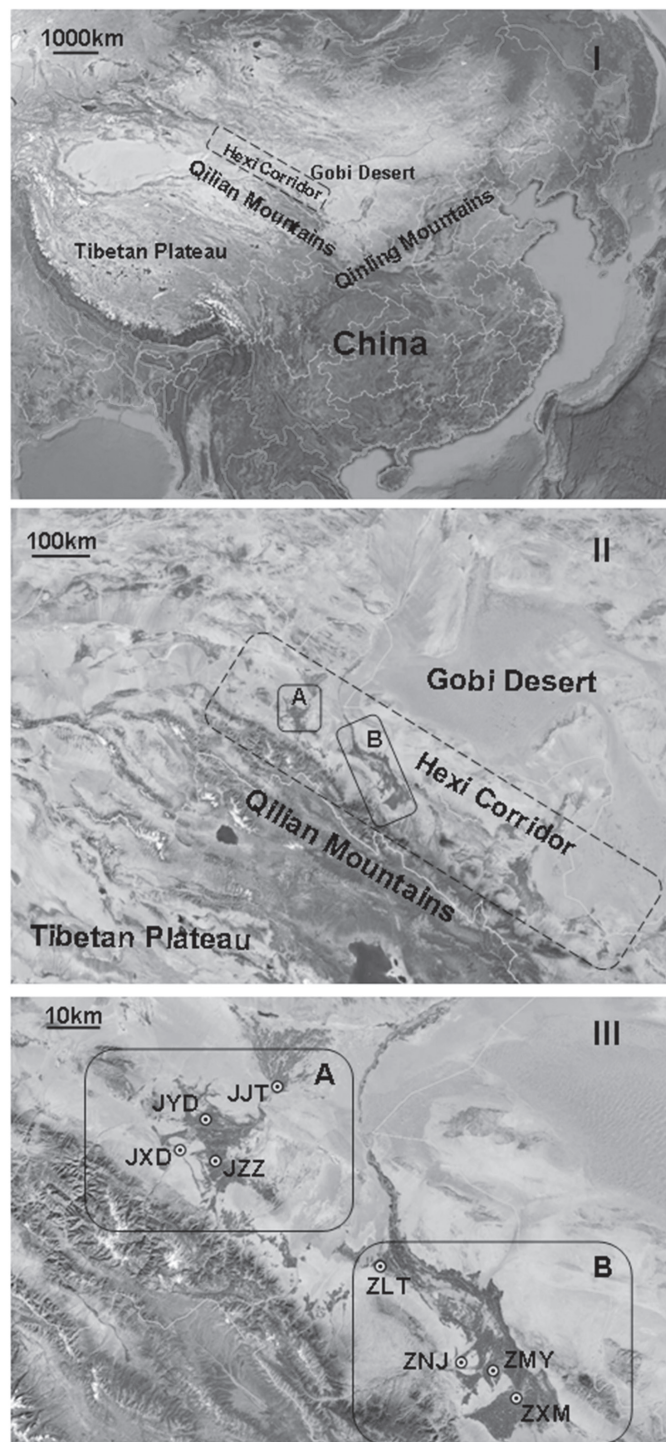 1000km
I
Hexi Corridor
Gobi Desert
Qilian Mountains
Qinling Mountains
Tibetan Plateau
China
100km
II
Gobi Desert
A
B
Hexi Corridor
Qilian Mountains
Tibetan Plateau
10km
III
A
JJT
JYD
JXD
JZZ
B
ZLT
ZNJ
ZMY
ZXM